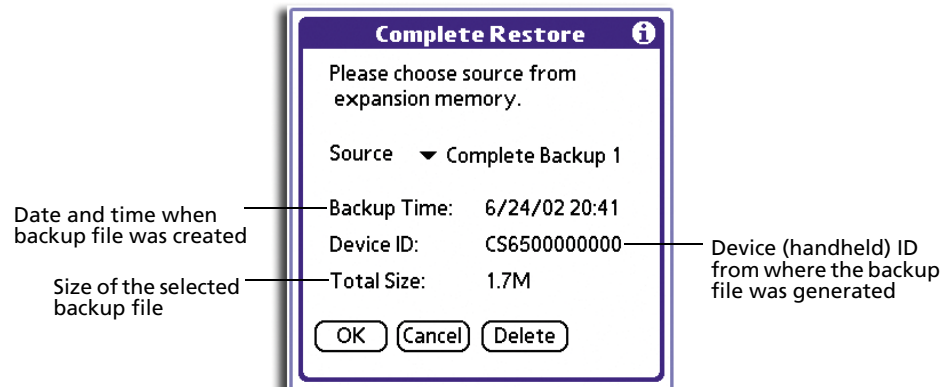 Complete Restore i
Please choose source from
expansion memory.
Source Complete Backup 1
Date and time when
backup file was created
Backup Time: 6/24/02 20:41
Device ID: CS6500000000
Device (handheld) ID
from where the backup
file was generated
Size of the selected
backup file
Total Size: 1.7M
OK Cancel Delete